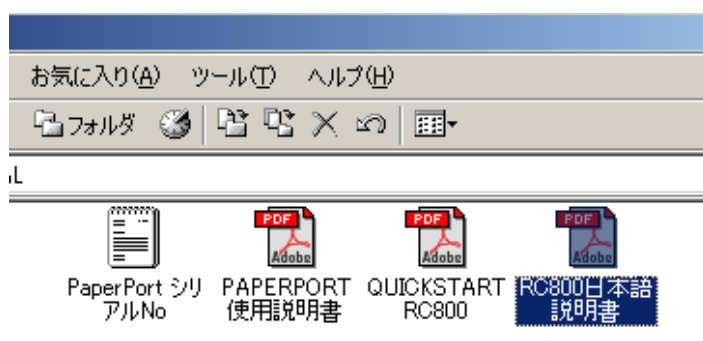 お気に入り(A) ツール(T) ヘルプ(H)
フォルダ
L
PDF PDF PDF
Adobe Adobe Adobe
PaperPort シリ PAPERPORT QUICKSTART RC800日本語
アルNo 使用説明書 RC800 説明書